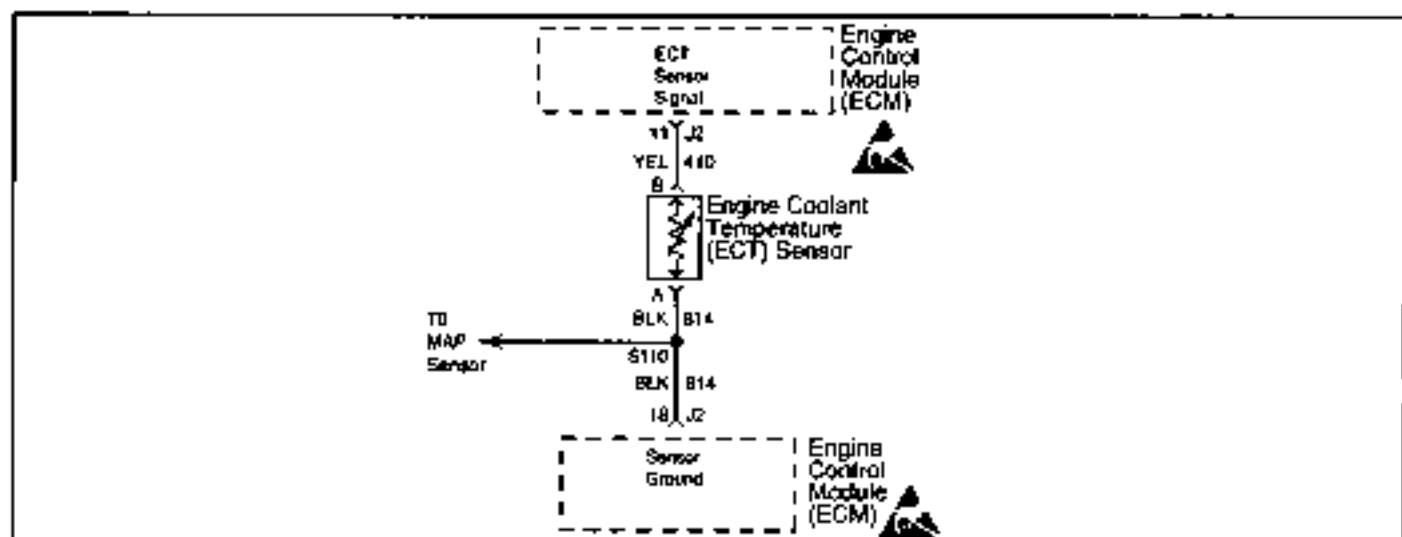 ECT
Sensor
Signal
Engine
Control
Module
(ECM)
11 J2
YEL 410
B
Engine Coolant
Temperature
(ECT) Sensor
A
BLK 814
TO
MAP
Sensor
S110
BLK 814
18 J2
Sensor
Ground
Engine
Control
Module
(ECM)